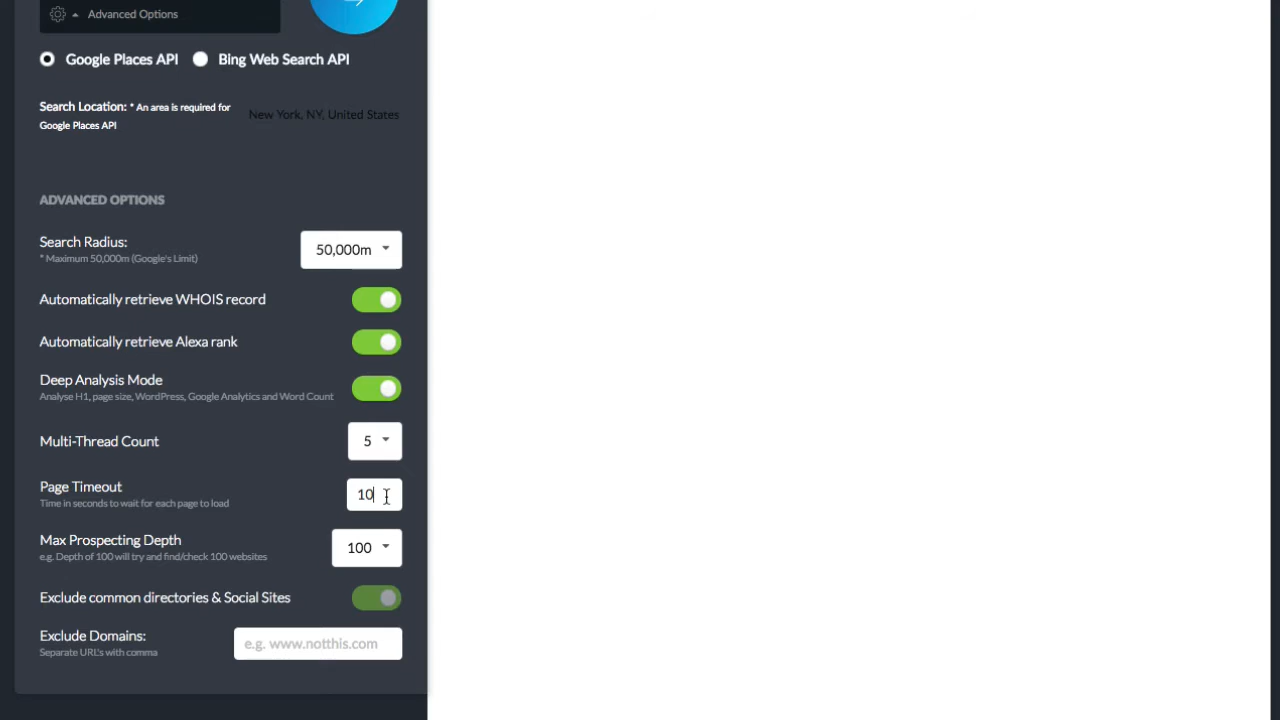 Advanced Options
Google Places API
Bing Web Search API
Search Location: * An area is required for
Google Places API
New York, NY, United States
ADVANCED OPTIONS
Search Radius:
* Maximum 50,000m (Google's Limit)
50,000m
Automatically retrieve WHOIS record
Automatically retrieve Alexa rank
Deep Analysis Mode
Analyse H1, page size, WordPress, Google Analytics and Word Count
Multi-Thread Count
5
Page Timeout
Time in seconds to wait for each page to load
10
Max Prospecting Depth
e.g. Depth of 100 will try and find/check 100 websites
100
Exclude common directories & Social Sites
Exclude Domains:
Separate URL's with comma
e.g. www.notthis.com